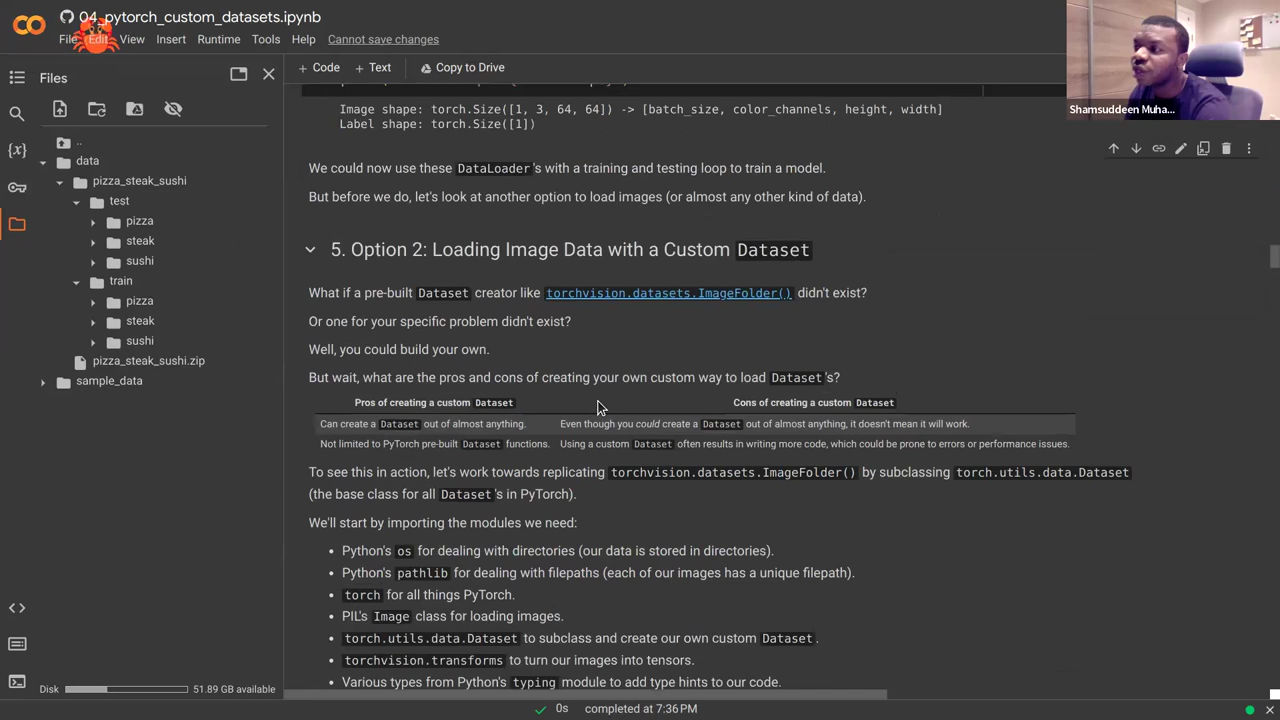 04_pytorch_custom_datasets.ipynb
File Edit View Insert Runtime Tools Help Cannot save changes
Files
+ Code + Text Copy to Drive
..
data
pizza_steak_sushi
test
pizza
steak
sushi
train
pizza
steak
sushi
pizza_steak_sushi.zip
sample_data
Disk 51.89 GB available
Image shape: torch.Size([1, 3, 64, 64]) -> [batch_size, color_channels, height, width]
Label shape: torch.Size([1])
We could now use these DataLoader's with a training and testing loop to train a model.
But before we do, let's look at another option to load images (or almost any other kind of data).
5. Option 2: Loading Image Data with a Custom Dataset
What if a pre-built Dataset creator like torchvision.datasets.ImageFolder() didn't exist?
Or one for your specific problem didn't exist?
Well, you could build your own.
But wait, what are the pros and cons of creating your own custom way to load Dataset's?
Pros of creating a custom Dataset Cons of creating a custom Dataset
Can create a Dataset out of almost anything. Even though you could create a Dataset out of almost anything, it doesn't mean it will work.
Not limited to PyTorch pre-built Dataset functions. Using a custom Dataset often results in writing more code, which could be prone to errors or performance issues.
To see this in action, let's work towards replicating torchvision.datasets.ImageFolder() by subclassing torch.utils.data.Dataset
(the base class for all Dataset's in PyTorch).
We'll start by importing the modules we need:
• Python's os for dealing with directories (our data is stored in directories).
• Python's pathlib for dealing with filepaths (each of our images has a unique filepath).
• torch for all things PyTorch.
• PIL's Image class for loading images.
• torch.utils.data.Dataset to subclass and create our own custom Dataset.
• torchvision.transforms to turn our images into tensors.
• Various types from Python's typing module to add type hints to our code.
0s completed at 7:36 PM
Shamsuddeen Muha...